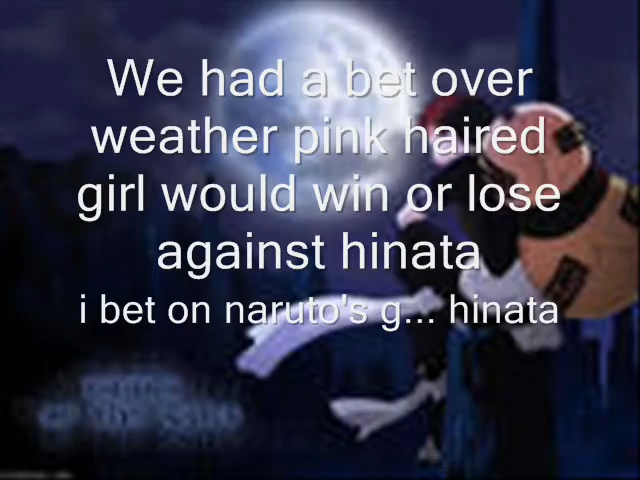 We had a bet over
weather pink haired
girl would win or lose
against hinata
i bet on naruto's g... hinata